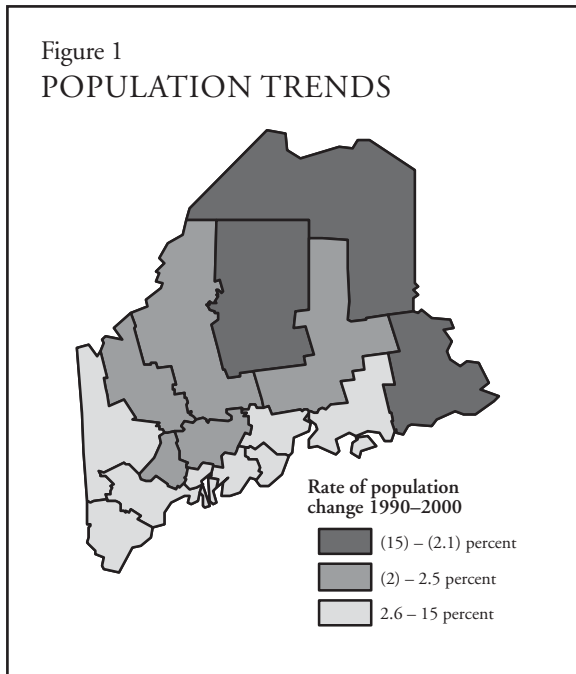 Figure 1
POPULATION TRENDS
Rate of population
change 1990–2000
(15) – (2.1) percent
(2) – 2.5 percent
2.6 – 15 percent